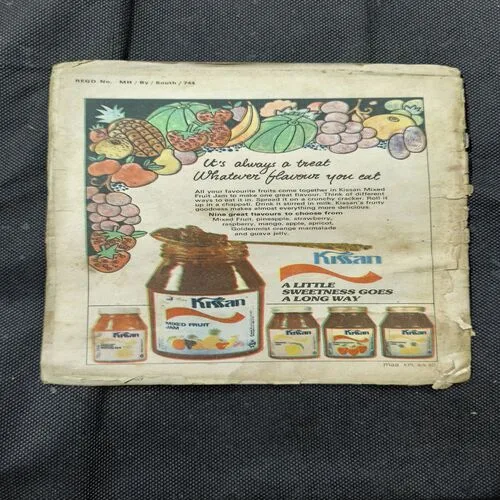 REGD. No. MH / By / South / 744
It's always a treat
Whatever flavour you eat
All your favourite fruits come together in Kissan Mixed
Fruit Jam to make one great flavour. Think of different
ways to eat it in. Spread it on a crunchy cracker. Roll it
up in a chappati. Drink it stirred in milk. Kissan's fruity
goodness makes almost everything more delicious.
Nine great flavours to choose from
Mixed Fruit, pineapple, strawberry,
raspberry, mango, apple, apricot,
Goldenmist orange marmalade
and guava jelly.
Kissan
A LITTLE
SWEETNESS GOES
A LONG WAY
Kissan
MIXED FRUIT
JAM
Kissan
Kissan
Kissan
Kissan
maa